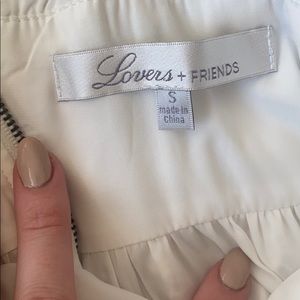 Lovers + FRIENDS
S
made in
China